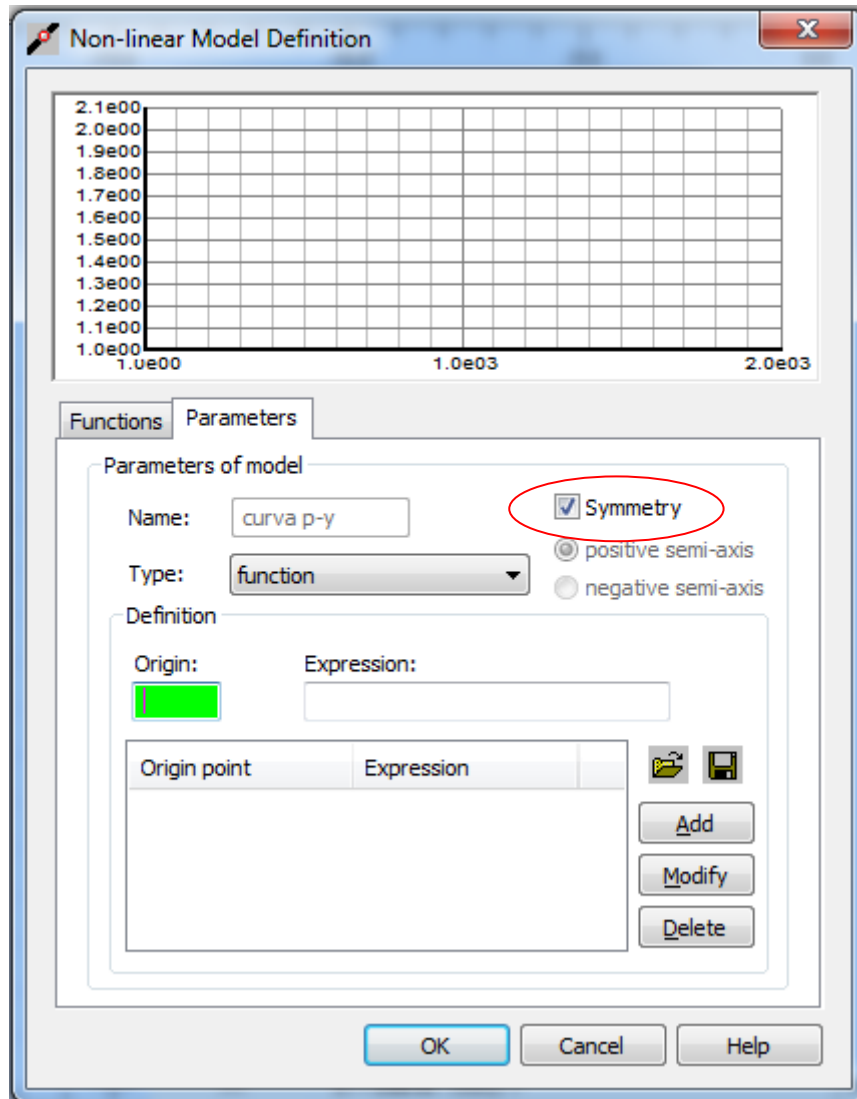 Non-linear Model Definition
2.1e00
2.0e00
1.9e00
1.8e00
1.7e00
1.6e00
1.5e00
1.4e00
1.3e00
1.2e00
1.1e00
1.0e00
1.0e00 1.0e03 2.0e03
Functions Parameters
Parameters of model
Name: curva p-y Symmetry
positive semi-axis
Type: function negative semi-axis
Definition
Origin: Expression:
Origin point Expression
Add
Modify
Delete
OK Cancel Help